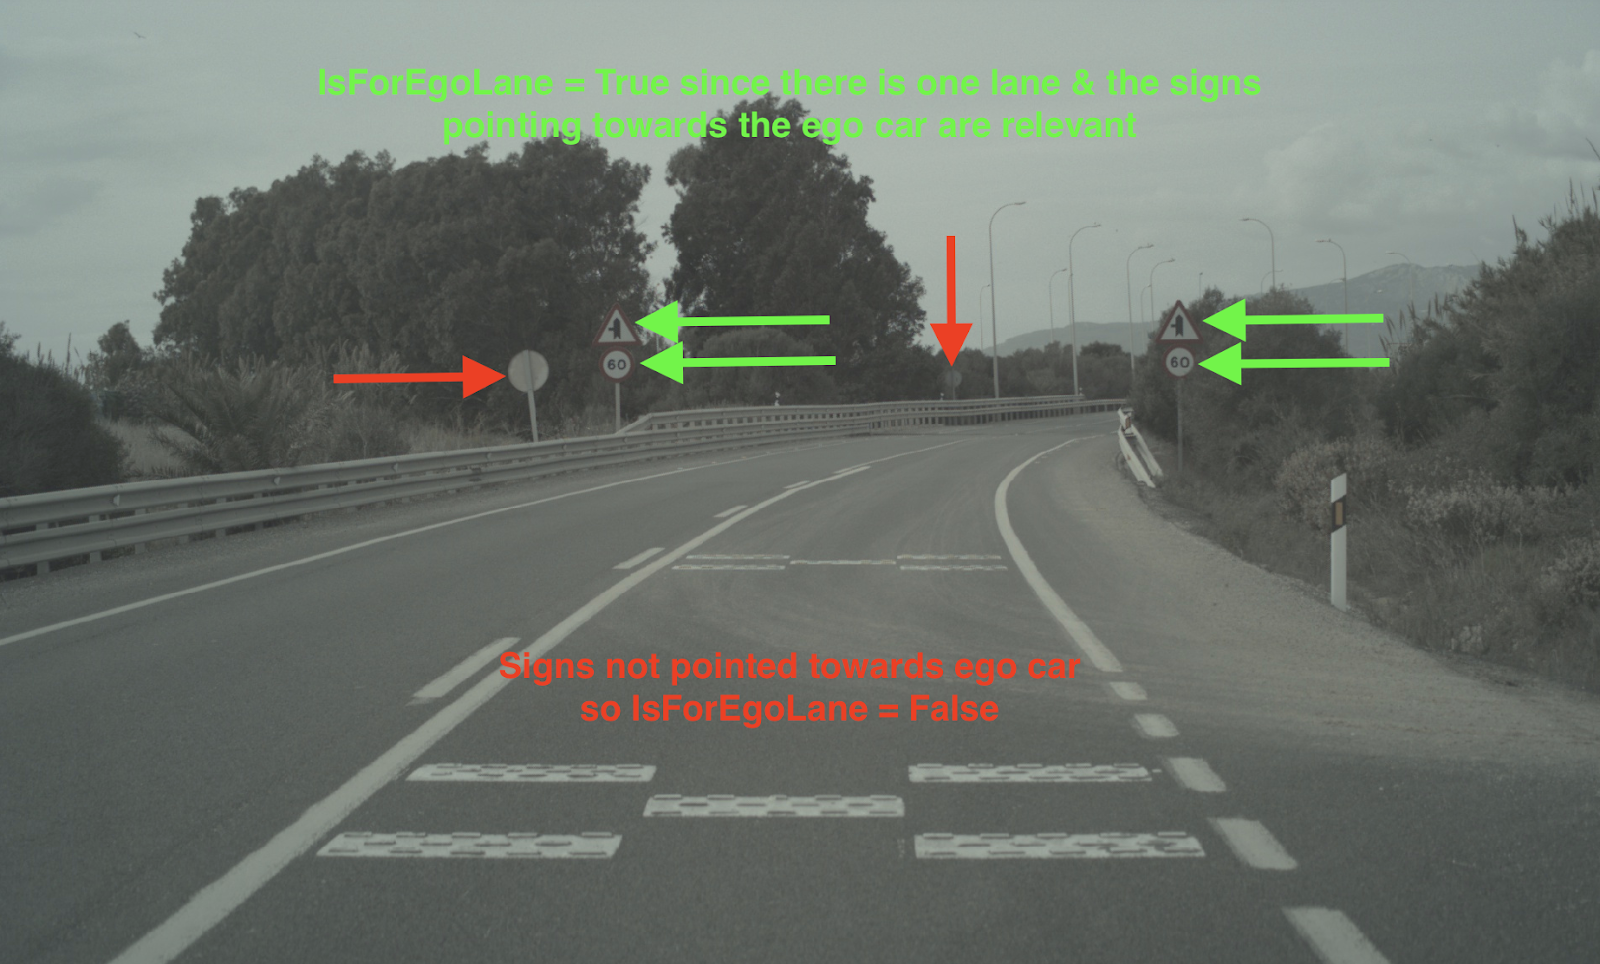 IsForEgoLane = True since there is one lane & the signs
pointing towards the ego car are relevant
60
60
Signs not pointed towards ego car
so IsForEgoLane = False